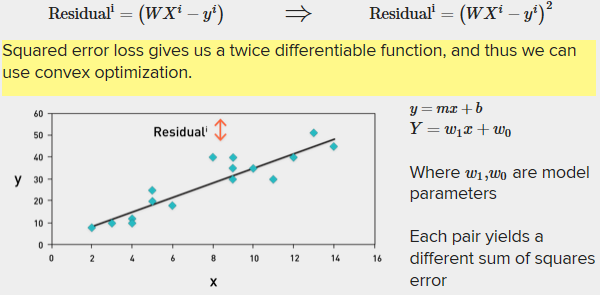 Residualⁱ = (WXⁱ − yⁱ) ⟹ Residualⁱ = (WXⁱ − yⁱ)²
Squared error loss gives us a twice differentiable function, and thus we can
use convex optimization.
60
50
40
30
20
10
0
y
Residualⁱ
0 2 4 6 8 10 12 14 16
x
y = mx + b
Y = w₁x + w₀
Where w₁,w₀ are model
parameters
Each pair yields a
different sum of squares
error